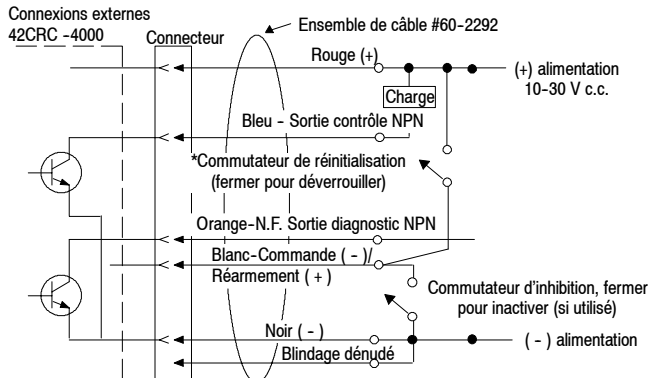 Connexions externes
42CRC -4000
Connecteur
Ensemble de câble #60-2292
Rouge (+)
(+) alimentation
10-30 V c.c.
Charge
Bleu - Sortie contrôle NPN
*Commutateur de réinitialisation
(fermer pour déverrouiller)
Orange-N.F. Sortie diagnostic NPN
Blanc-Commande ( - )/
Réarmement ( + )
Commutateur d'inhibition, fermer
pour inactiver (si utilisé)
Noir ( - )
( - ) alimentation
Blindage dénudé